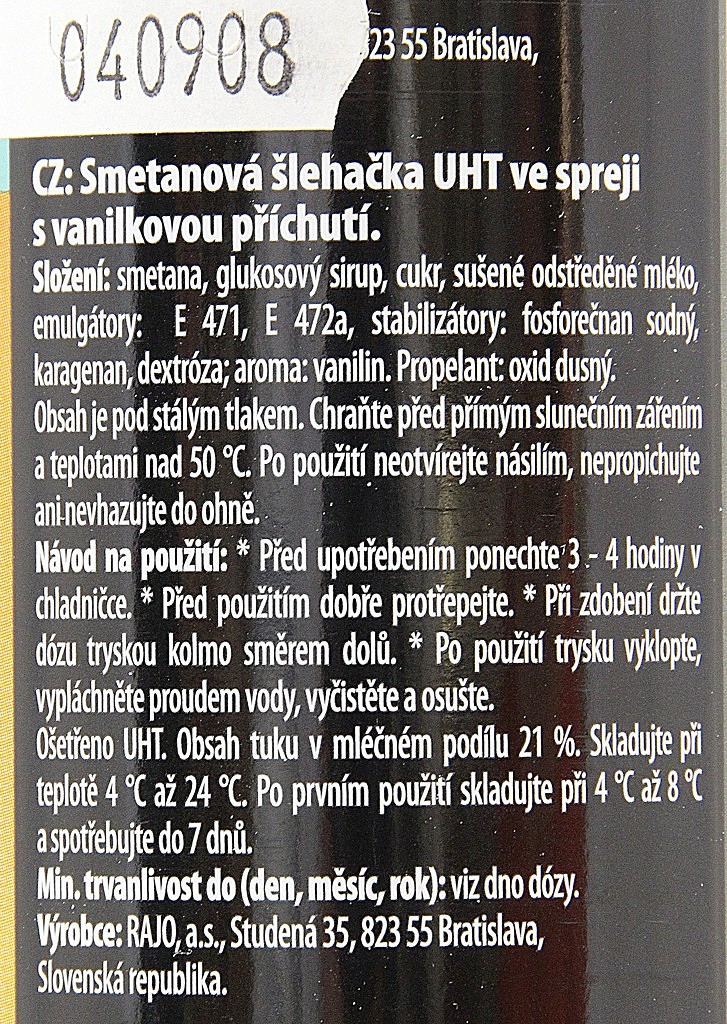 040908
823 55 Bratislava,
CZ: Smetanová šlehačka UHT ve spreji
s vanilkovou příchutí.
Složení: smetana, glukosový sirup, cukr, sušené odstředěné mléko,
emulgátory: E 471, E 472a, stabilizátory: fosforečnan sodný,
karagenan, dextróza; aroma: vanilin. Propelant: oxid dusný.
Obsah je pod stálým tlakem. Chraňte před přímým slunečním zářením
a teplotami nad 50 °C. Po použití neotvírejte násilím, nepropichujte
ani nevhazujte do ohně.
Návod na použití: * Před upotřebením ponechte 3 - 4 hodiny v
chladničce. * Před použitím dobře protřepejte. * Při zdobení držte
dózu tryskou kolmo směrem dolů. * Po použití trysku vyklopte,
vypláchněte proudem vody, vyčistěte a osušte.
Ošetřeno UHT. Obsah tuku v mléčném podílu 21 %. Skladujte při
teplotě 4 °C až 24 °C. Po prvním použití skladujte při 4 °C až 8 °C
a spotřebujte do 7 dnů.
Min. trvanlivost do (den, měsíc, rok): viz dno dózy.
Výrobce: RAJO, a.s., Studená 35, 823 55 Bratislava,
Slovenská republika.